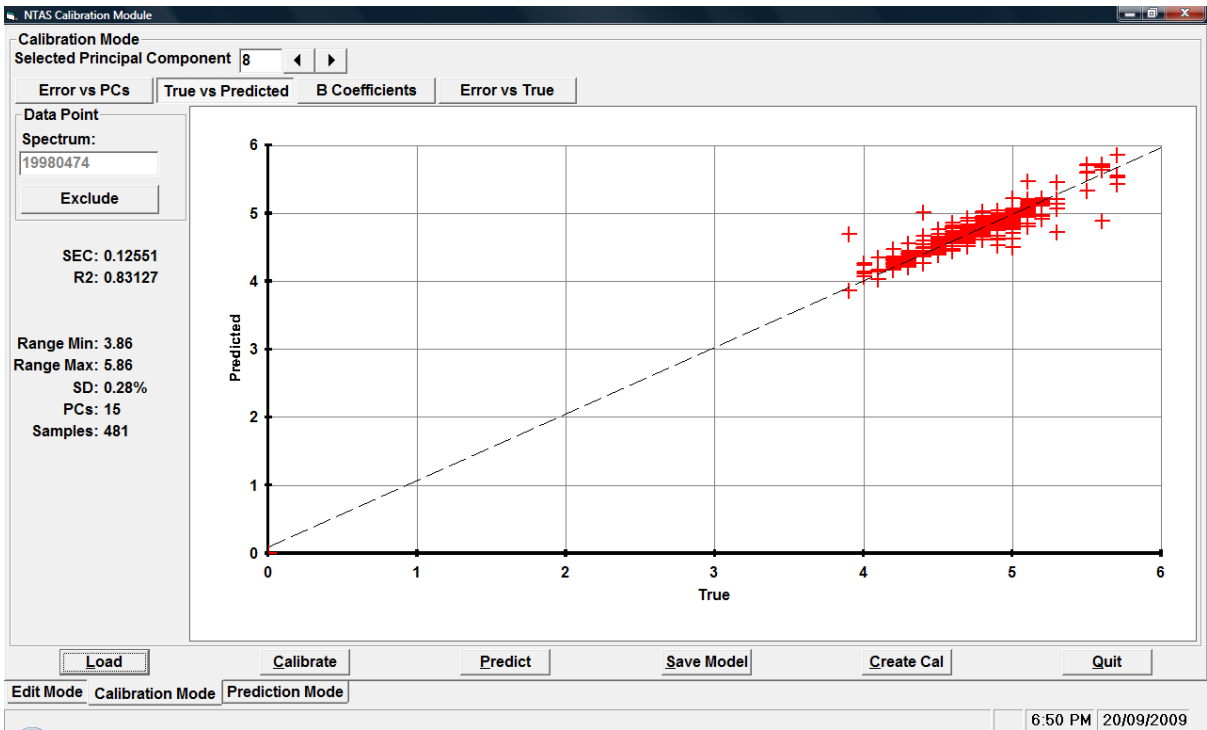 NTAS Calibration Module
Calibration Mode
Selected Principal Component 8
Error vs PCs True vs Predicted B Coefficients Error vs True
Data Point
Spectrum:
19980474
Exclude
SEC: 0.12551
R2: 0.83127
Range Min: 3.86
Range Max: 5.86
SD: 0.28%
PCs: 15
Samples: 481
6
5
4
3
2
1
0
Predicted
0 1 2 3 4 5 6
True
Load Calibrate Predict Save Model Create Cal Quit
Edit Mode Calibration Mode Prediction Mode
6:50 PM 20/09/2009